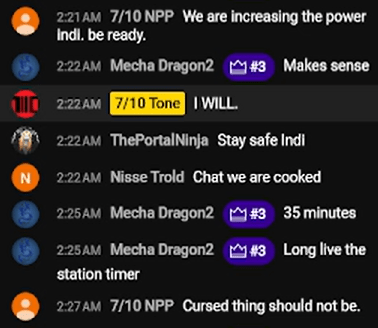 2:21 AM 7/10 NPP We are increasing the power
Indi. be ready.
2:22 AM Mecha Dragon2 #3 Makes sense
2:22 AM 7/10 Tone I WILL.
2:22 AM ThePortalNinja Stay safe Indi
N 2:22 AM Nisse Trold Chat we are cooked
2:25 AM Mecha Dragon2 #3 35 minutes
2:25 AM Mecha Dragon2 #3 Long live the
station timer
2:27 AM 7/10 NPP Cursed thing should not be.